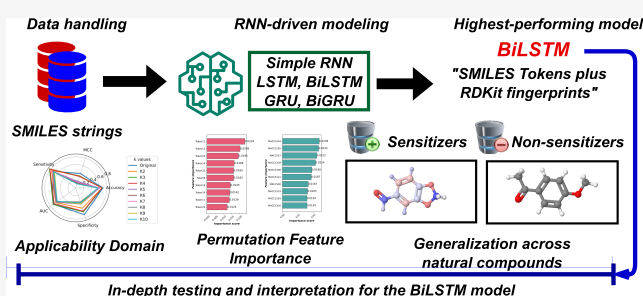 Data handling
RNN-driven modeling
Highest-performing model
BiLSTM
"SMILES Tokens plus
RDKit fingerprints"
Simple RNN
LSTM, BiLSTM
GRU, BiGRU
SMILES strings
Sensitizers
Non-sensitizers
MCC
Sensitivity
Accuracy
AUC
Specificity
k values
Original
K2
K3
K4
K5
K6
K7
K8
K9
K10
Applicability Domain
Permutation Feature
Importance
Generalization across
natural compounds
In-depth testing and interpretation for the BiLSTM model